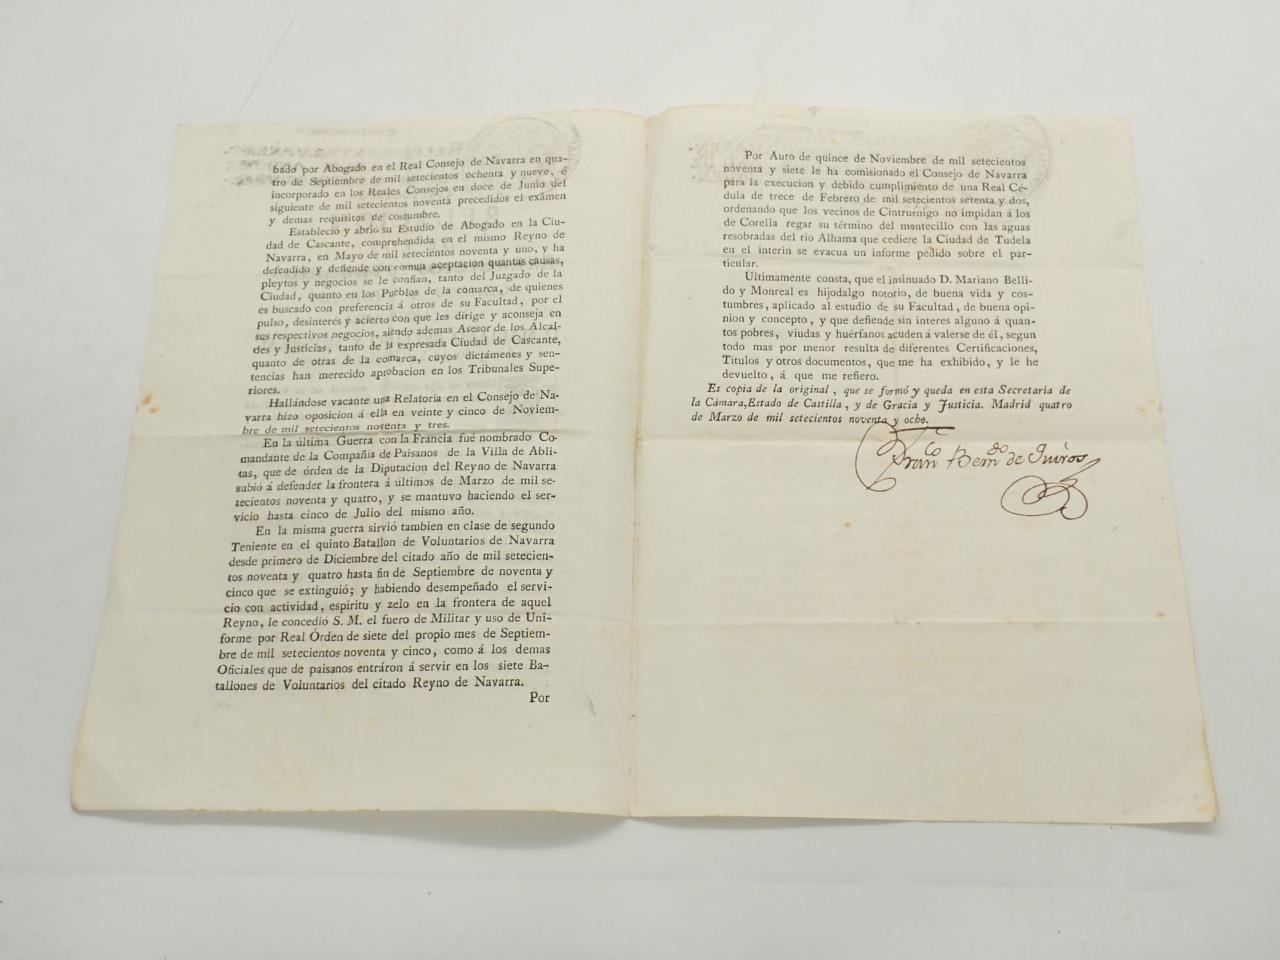 bado por Abogado en el Real Consejo de Navarra en qua-
tro de Septiembre de mil setecientos ochenta y nueve, é
incorporado en los Reales Consejos en doce de Junio del
siguiente de mil setecientos noventa precedidos el exâmen
y demas requisitos de costumbre.
Estableció y abrió su Estudio de Abogado en la Ciu-
dad de Cascante, comprehendida en el mismo Reyno de
Navarra, en Mayo de mil setecientos noventa y uno, y ha
defendido y defiende con comun aceptacion quantas causas,
pleytos y negocios se le confian, tanto del Juzgado de la
Ciudad, quanto en los Pueblos de la comarca, de quienes
es buscado con preferencia á otros de su Facultad, por el
pulso, desinterés y acierto con que les dirige y aconseja en
sus respectivos negocios, siendo ademas Asesor de los Alcal-
des y Justicias, tanto de la expresada Ciudad de Cascante,
quanto de otras de la comarca, cuyos dictámenes y sen-
tencias han merecido aprobacion en los Tribunales Supe-
riores.
Hallándose vacante una Relatoría en el Consejo de Na-
varra hizo oposicion á ella en veinte y cinco de Noviem-
bre de mil setecientos noventa y tres.
En la última Guerra con la Francia fué nombrado Co-
mandante de la Compañía de Paisanos de la Villa de Abli-
tas, que de órden de la Diputacion del Reyno de Navarra
subió á defender la frontera á últimos de Marzo de mil se-
tecientos noventa y quatro, y se mantuvo haciendo el ser-
vicio hasta cinco de Julio del mismo año.
En la misma guerra sirvió tambien en clase de segundo
Teniente en el quinto Batallon de Voluntarios de Navarra
desde primero de Diciembre del citado año de mil setecien-
tos noventa y quatro hasta fin de Septiembre de noventa y
cinco que se extinguió; y habiendo desempeñado el servi-
cio con actividad, espíritu y zelo en la frontera de aquel
Reyno, le concedió S. M. el fuero de Militar y uso de Uni-
forme por Real Órden de siete del propio mes de Septiem-
bre de mil setecientos noventa y cinco, como á los demas
Oficiales que de paisanos entráron á servir en los siete Ba-
tallones de Voluntarios del citado Reyno de Navarra.
Por
Por Auto de quince de Noviembre de mil setecientos
noventa y siete le ha comisionado el Consejo de Navarra
para la execucion y debido cumplimiento de una Real Cé-
dula de trece de Febrero de mil setecientos setenta y dos,
ordenando que los vecinos de Cintruénigo no impidan á los
de Corella regar su término del montecillo con las aguas
resobradas del rio Alhama que cediere la Ciudad de Tudela
en el interin se evacua un informe pedido sobre el par-
ticular.
Últimamente consta, que el insinuado D. Mariano Belli-
do y Monreal es hijodalgo notorio, de buena vida y cos-
tumbres, aplicado al estudio de su Facultad, de buena opi-
nion y concepto, y que defiende sin interes alguno á quan-
tos pobres, viudas y huérfanos acuden á valerse de él, segun
todo mas por menor resulta de diferentes Certificaciones,
Títulos y otros documentos, que me ha exhibido, y le he
devuelto, á que me refiero.
Es copia de la original, que se formó y queda en esta Secretaría de
la Cámara, Estado de Castilla, y de Gracia y Justicia. Madrid quatro
de Marzo de mil setecientos noventa y ocho.
Fran.co Bern.do de Quiros